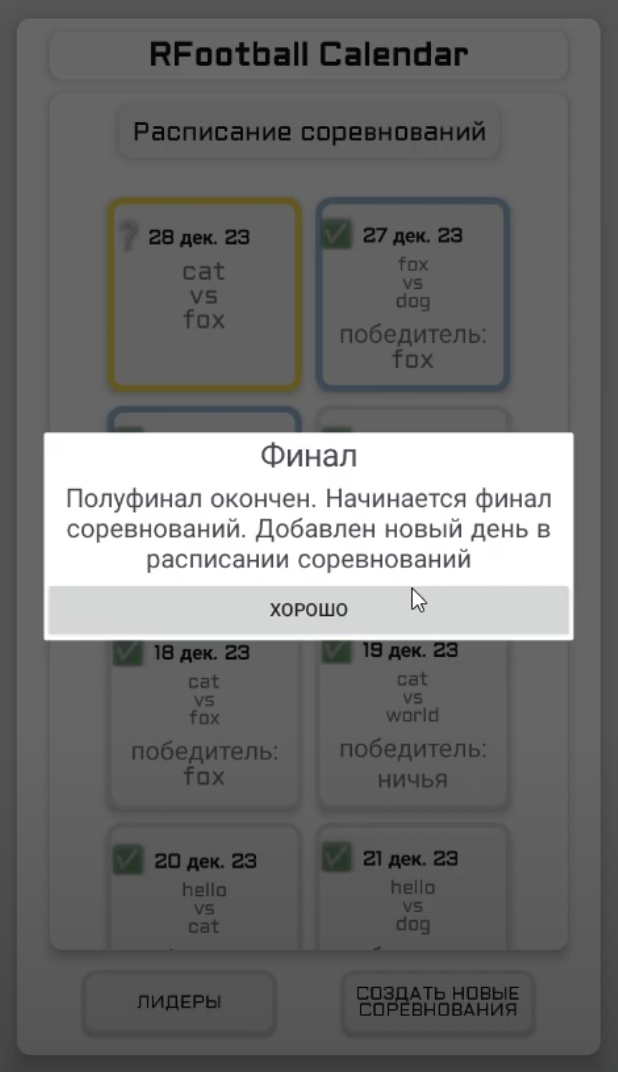 RFootball Calendar
Расписание соревнований
28 дек. 23
cat
vs
fox
27 дек. 23
fox
vs
dog
победитель:
fox
Финал
Полуфинал окончен. Начинается финал
соревнований. Добавлен новый день в
расписании соревнований
ХОРОШО
18 дек. 23
cat
vs
fox
победитель:
fox
19 дек. 23
cat
vs
world
победитель:
ничья
20 дек. 23
hello
vs
cat
21 дек. 23
hello
vs
dog
ЛИДЕРЫ
СОЗДАТЬ НОВЫЕ
СОРЕВНОВАНИЯ